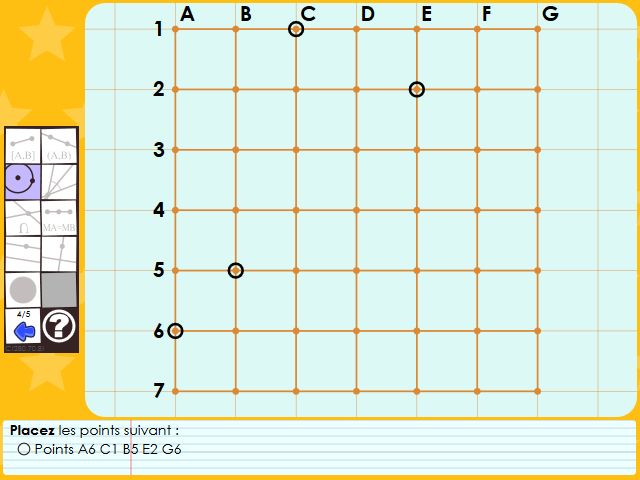 A B C D E F G
1
2
3
4
5
6
7
[A,B] (A,B)
∩ MA=MB
4/5
?
Placez les points suivant :
Points A6 C1 B5 E2 G6